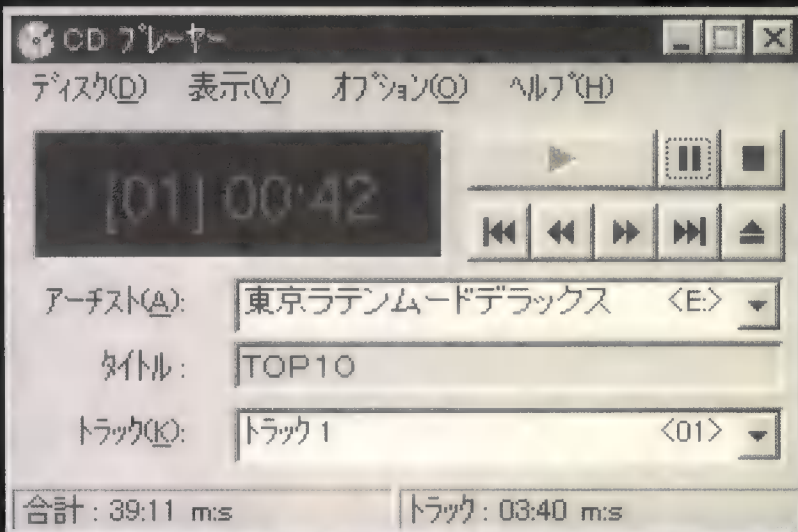 CD プレーヤー
ディスク(D) 表示(V) オプション(O) ヘルプ(H)
[01] 00:42
アーチスト(A): 東京ラテンムードデラックス <E:>
タイトル : TOP10
トラック(K): トラック 1 <01>
合計 : 39:11 m:s トラック : 03:40 m:s